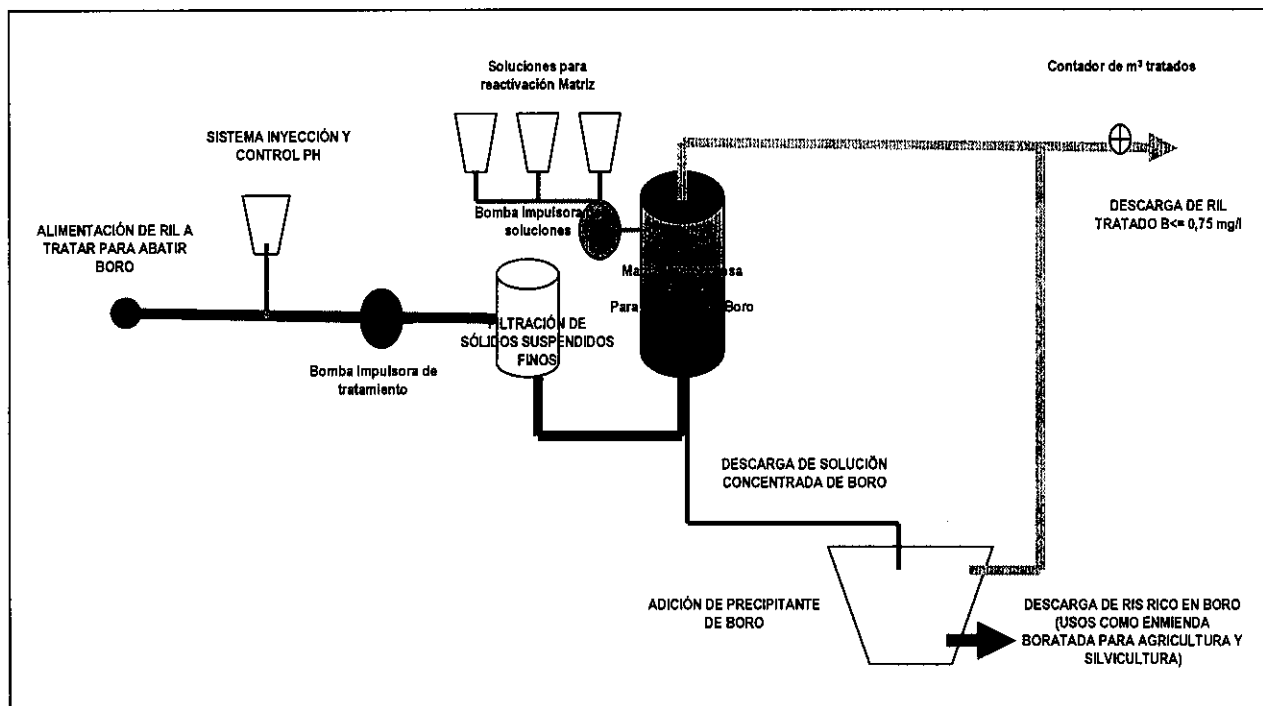 Soluciones para
reactivación Matriz
Contador de m³ tratados
SISTEMA INYECCIÓN Y
CONTROL PH
Bomba Impulsora
soluciones
ALIMENTACIÓN DE RIL A
TRATAR PARA ABATIR
BORO
DESCARGA DE RIL
TRATADO B<= 0,75 mg/l
Para
Boro
FILTRACIÓN DE
SÓLIDOS SUSPENDIDOS
FINOS
Bomba Impulsora de
tratamiento
DESCARGA DE SOLUCIÓN
CONCENTRADA DE BORO
ADICIÓN DE PRECIPITANTE
DE BORO
DESCARGA DE RIS RICO EN BORO
(USOS COMO ENMIENDA
BORATADA PARA AGRICULTURA Y
SILVICULTURA)